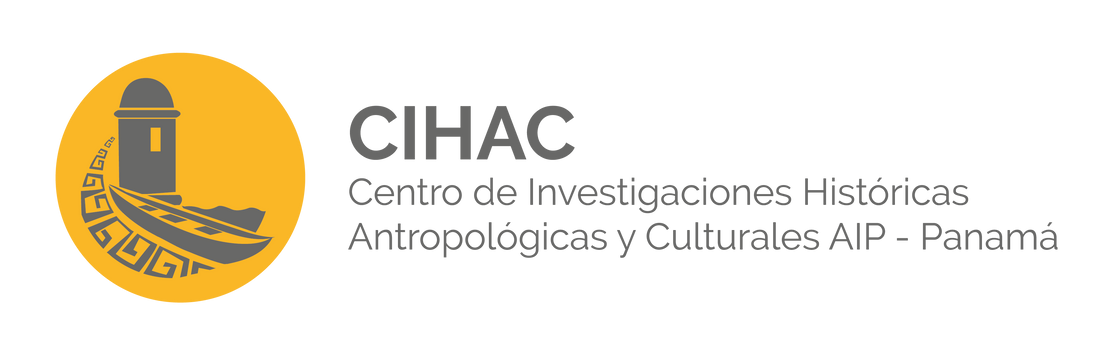 CIHAC
Centro de Investigaciones Históricas
Antropológicas y Culturales AIP - Panamá